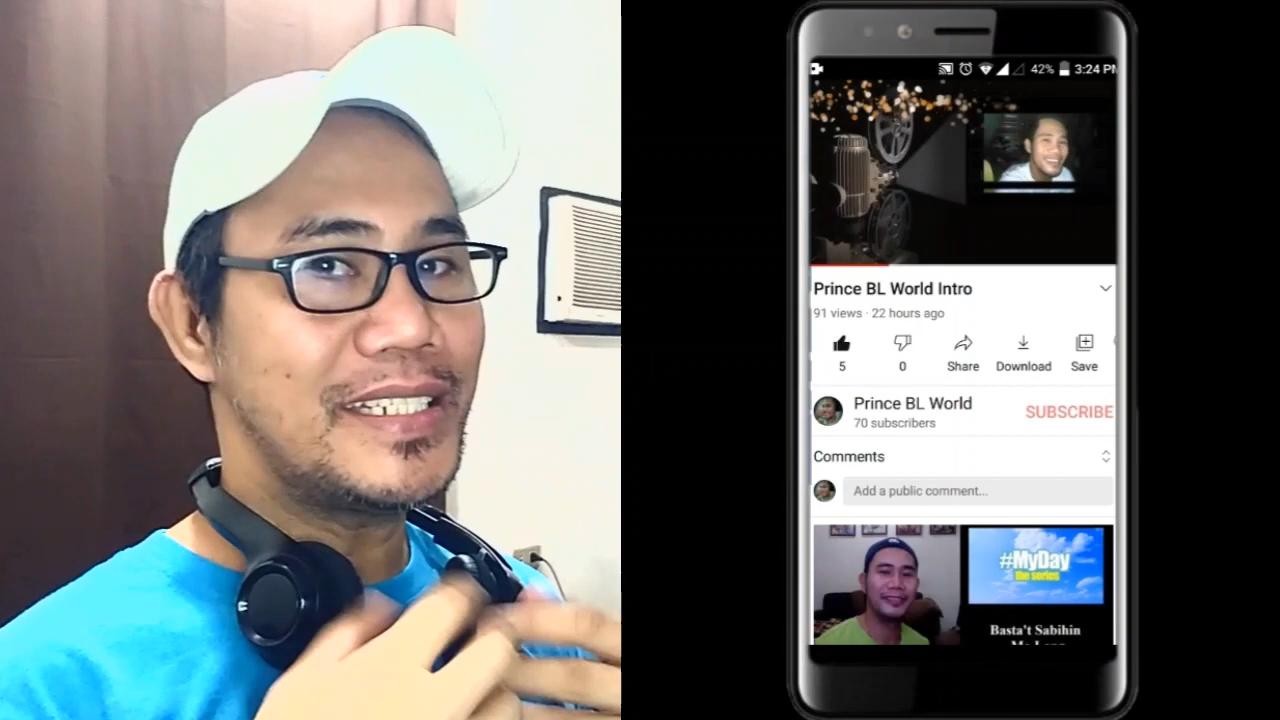 42% 3:24 PM
Prince BL World Intro
91 views · 22 hours ago
5
0
Share
Download
Save
Prince BL World
70 subscribers
SUBSCRIBE
Comments
Add a public comment...
#MyDay
the series
Basta't Sabihin